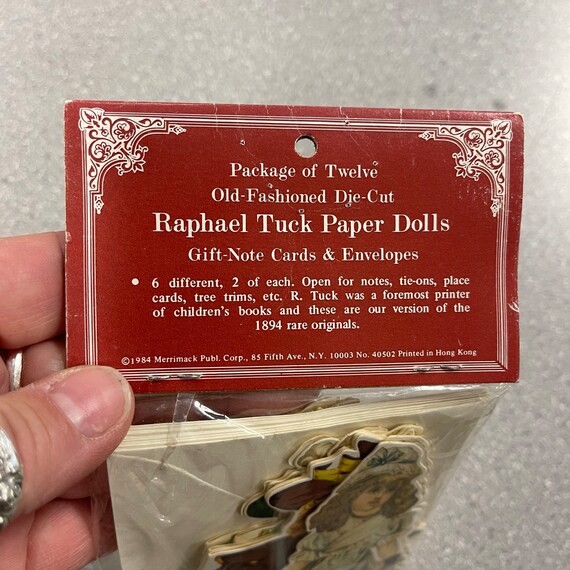 Package of Twelve
Old-Fashioned Die-Cut
Raphael Tuck Paper Dolls
Gift-Note Cards & Envelopes
• 6 different, 2 of each. Open for notes, tie-ons, place
cards, tree trims, etc. R. Tuck was a foremost printer
of children's books and these are our version of the
1894 rare originals.
©1984 Merrimack Publ. Corp., 85 Fifth Ave., N.Y. 10003 No. 40502 Printed in Hong Kong